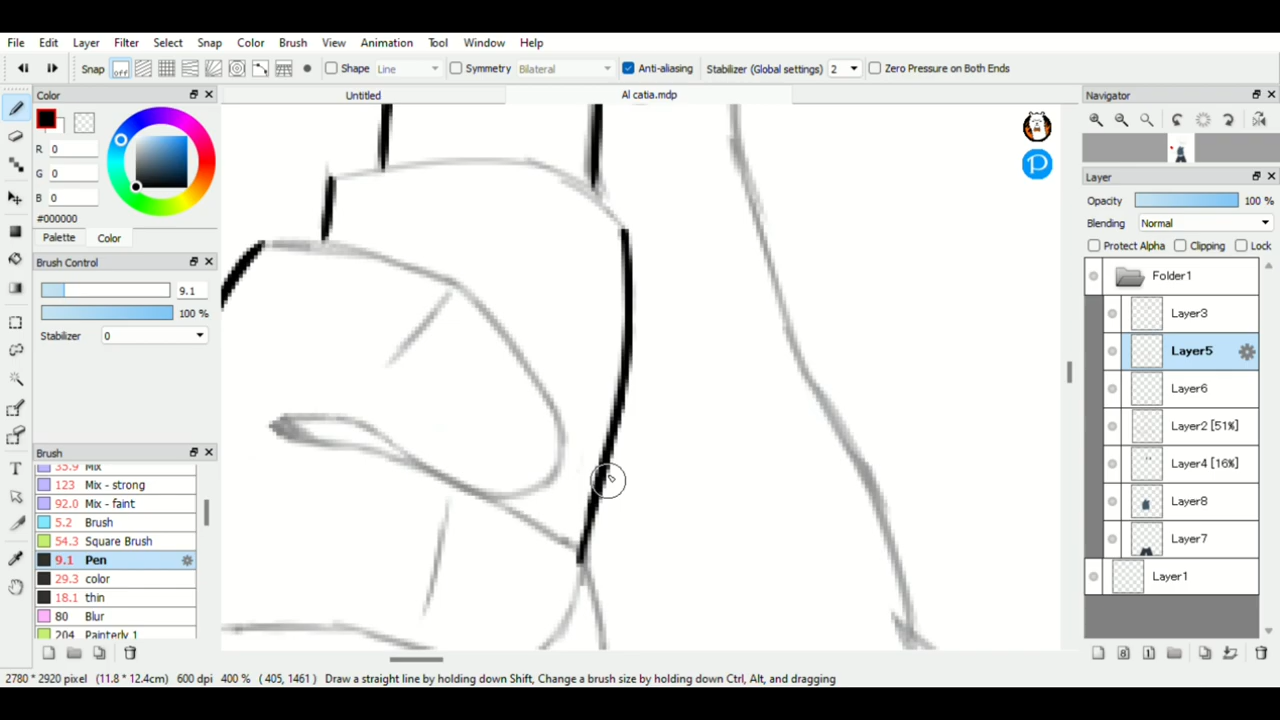 File Edit Layer Filter Select Snap Color Brush View Animation Tool Window Help
Snap off Shape Line Symmetry Bilateral Anti-aliasing Stabilizer (Global settings) 2 Zero Pressure on Both Ends
Color
Untitled
Al catia.mdp
Navigator
R 0
G 0
B 0
#000000
Palette Color
Brush Control
9.1
100 %
Stabilizer 0
Brush
35.9 Mix
123 Mix - strong
92.0 Mix - faint
5.2 Brush
54.3 Square Brush
9.1 Pen
29.3 color
18.1 thin
80 Blur
204 Painterly 1
Layer
Opacity 100 %
Blending Normal
Protect Alpha Clipping Lock
Folder1
Layer3
Layer5
Layer6
Layer2 [51%]
Layer4 [16%]
Layer8
Layer7
Layer1
2780 * 2920 pixel (11.8 * 12.4cm) 600 dpi 400 % ( 405, 1461 ) Draw a straight line by holding down Shift, Change a brush size by holding down Ctrl, Alt, and dragging